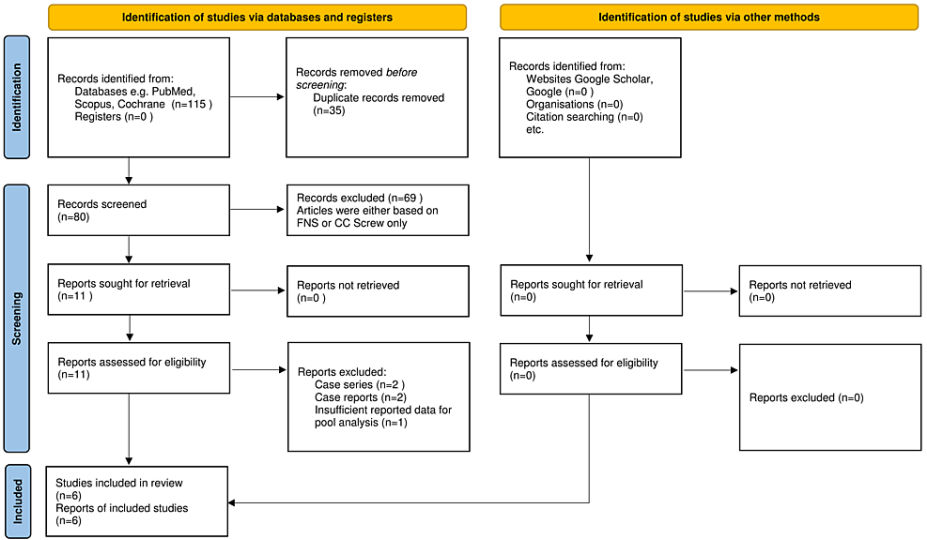 Identification of studies via databases and registers
Identification of studies via other methods
Identification
Records identified from:
Databases e.g. PubMed,
Scopus, Cochrane (n=115 )
Registers (n=0 )
Records removed before
screening:
Duplicate records removed
(n=35)
Records identified from:
Websites Google Scholar,
Google (n=0 )
Organisations (n=0)
Citation searching (n=0)
etc.
Screening
Records screened
(n=80)
Records excluded (n=69 )
Articles were either based on
FNS or CC Screw only
Reports sought for retrieval
(n=11 )
Reports not retrieved
(n=0 )
Reports sought for retrieval
(n=0)
Reports not retrieved
(n=0)
Reports assessed for eligibility
(n=11)
Reports excluded:
Case series (n=2 )
Case reports (n=2)
Insufficient reported data for
pool analysis (n=1)
Reports assessed for eligibility
(n=0)
Reports excluded (n=0)
Included
Studies included in review
(n=6)
Reports of included studies
(n=6)